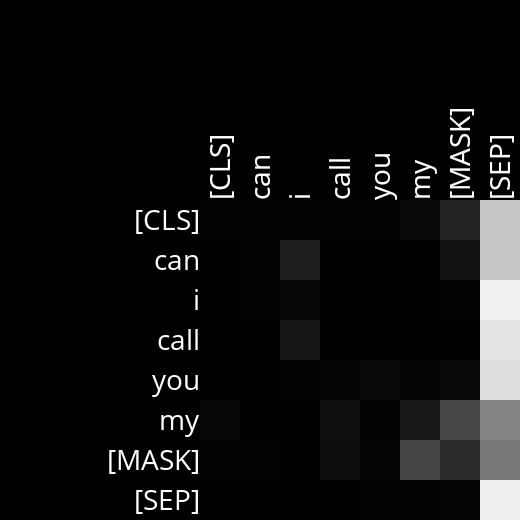 [CLS]
can
i
call
you
my
[MASK]
[SEP]
[CLS]
can
i
call
you
my
[MASK]
[SEP]